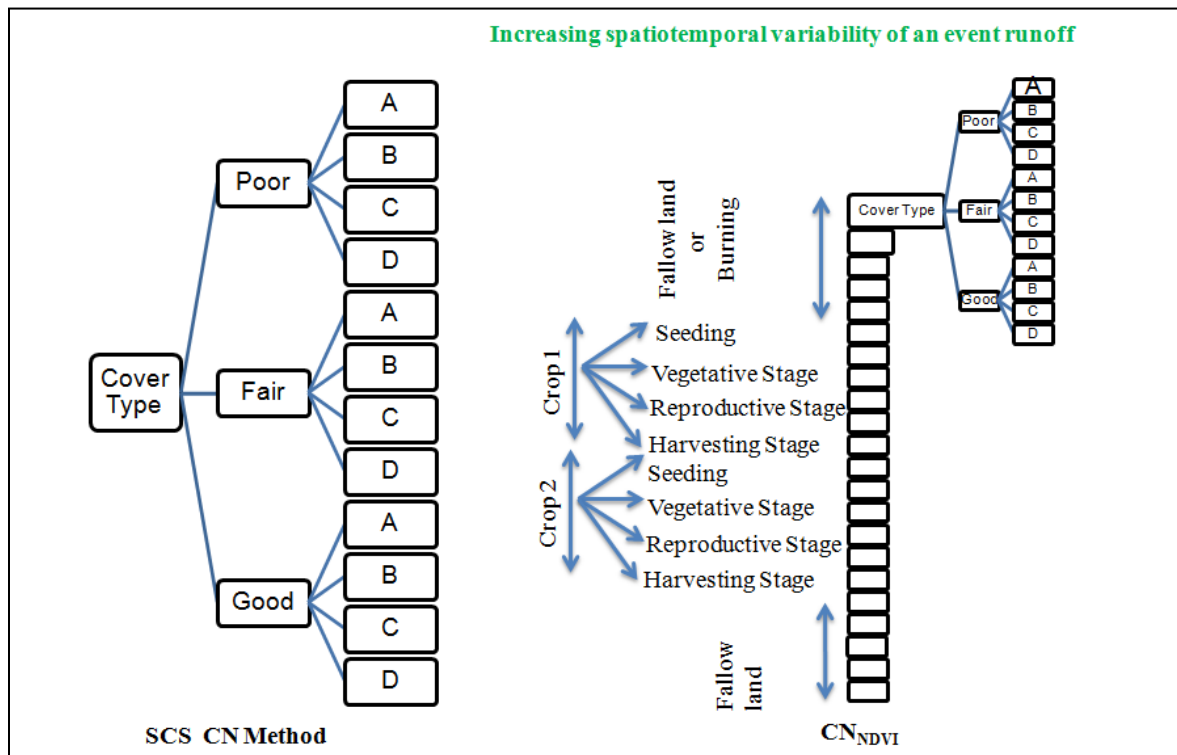 Increasing spatiotemporal variability of an event runoff
Cover
Type
Poor
A
B
C
D
Fair
A
B
C
D
Good
A
B
C
D
SCS CN Method
Fallow land
or
Burning
Crop 1
Seeding
Vegetative Stage
Reproductive Stage
Harvesting Stage
Crop 2
Seeding
Vegetative Stage
Reproductive Stage
Harvesting Stage
Fallow
land
Cover Type
Poor
A
B
C
D
Fair
A
B
C
D
Good
A
B
C
D
CNNDVI